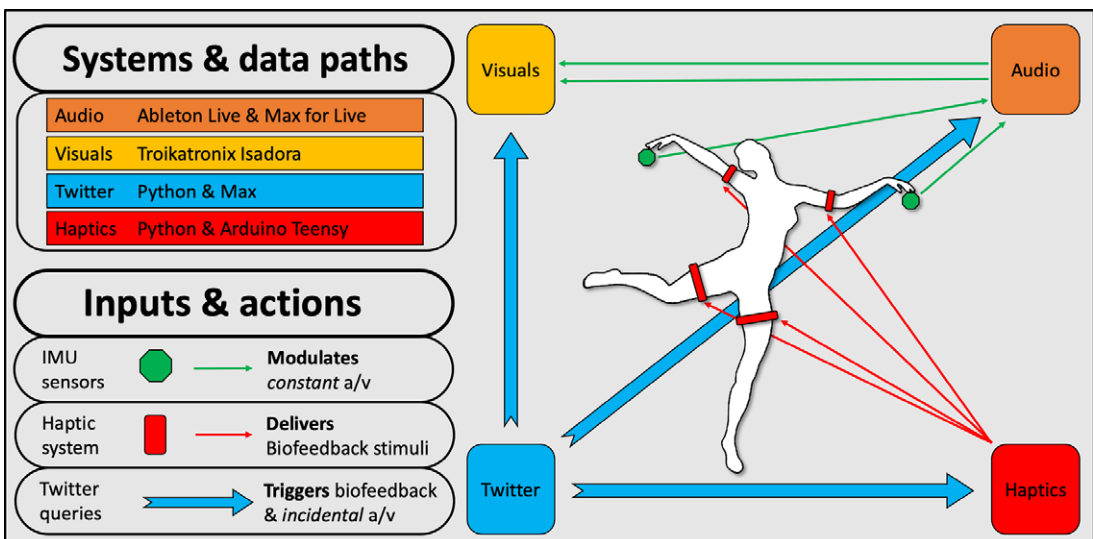 Systems & data paths
Audio Ableton Live & Max for Live
Visuals Troikatronix Isadora
Twitter Python & Max
Haptics Python & Arduino Teensy
Inputs & actions
IMU
sensors
Modulates
constant a/v
Haptic
system
Delivers
Biofeedback stimuli
Twitter
queries
Triggers biofeedback
& incidental a/v
Visuals
Audio
Twitter
Haptics